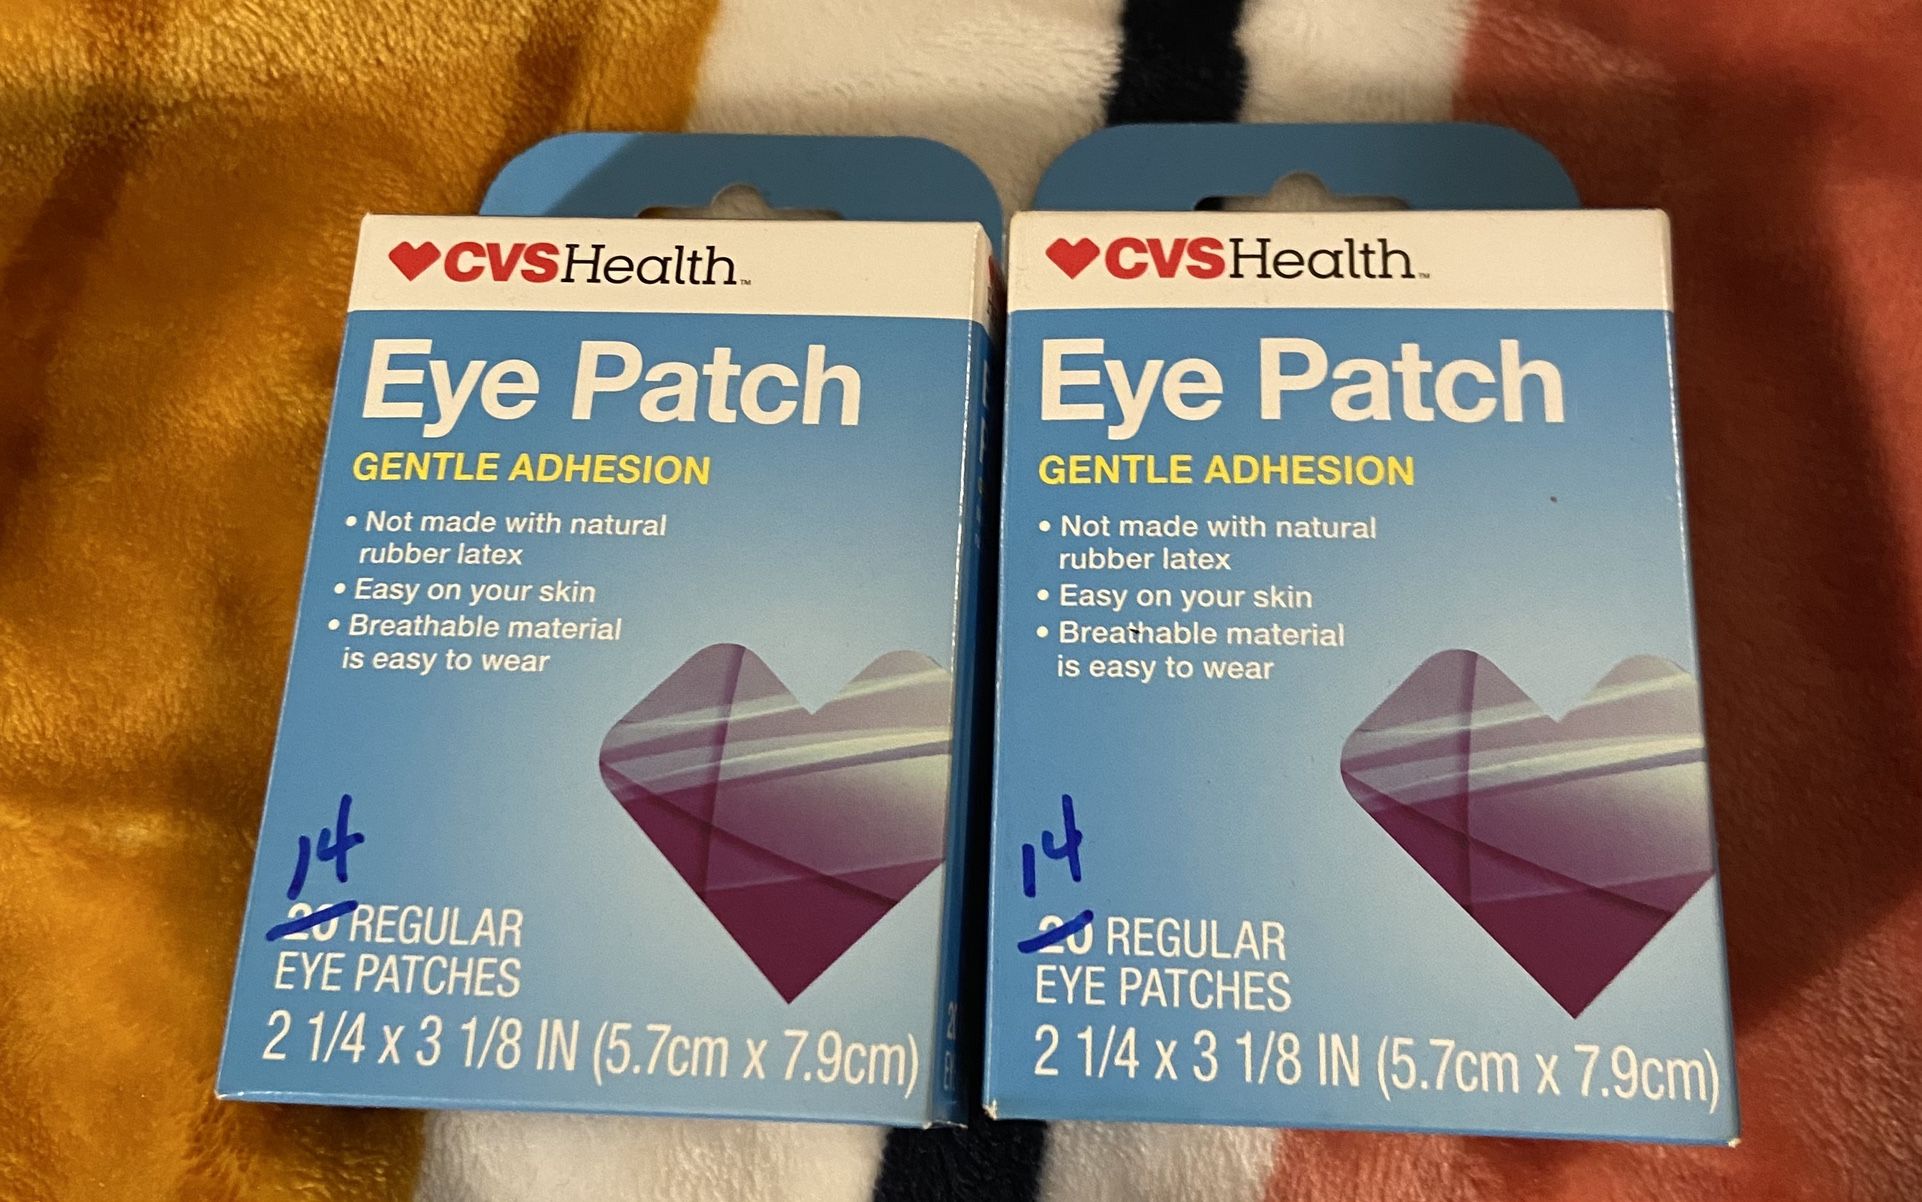 CVSHealth™
Eye Patch
GENTLE ADHESION
• Not made with natural
rubber latex
• Easy on your skin
• Breathable material
is easy to wear
14
20 REGULAR
EYE PATCHES
2 1/4 x 3 1/8 IN (5.7cm x 7.9cm)
CVSHealth™
Eye Patch
GENTLE ADHESION
• Not made with natural
rubber latex
• Easy on your skin
• Breathable material
is easy to wear
14
20 REGULAR
EYE PATCHES
2 1/4 x 3 1/8 IN (5.7cm x 7.9cm)